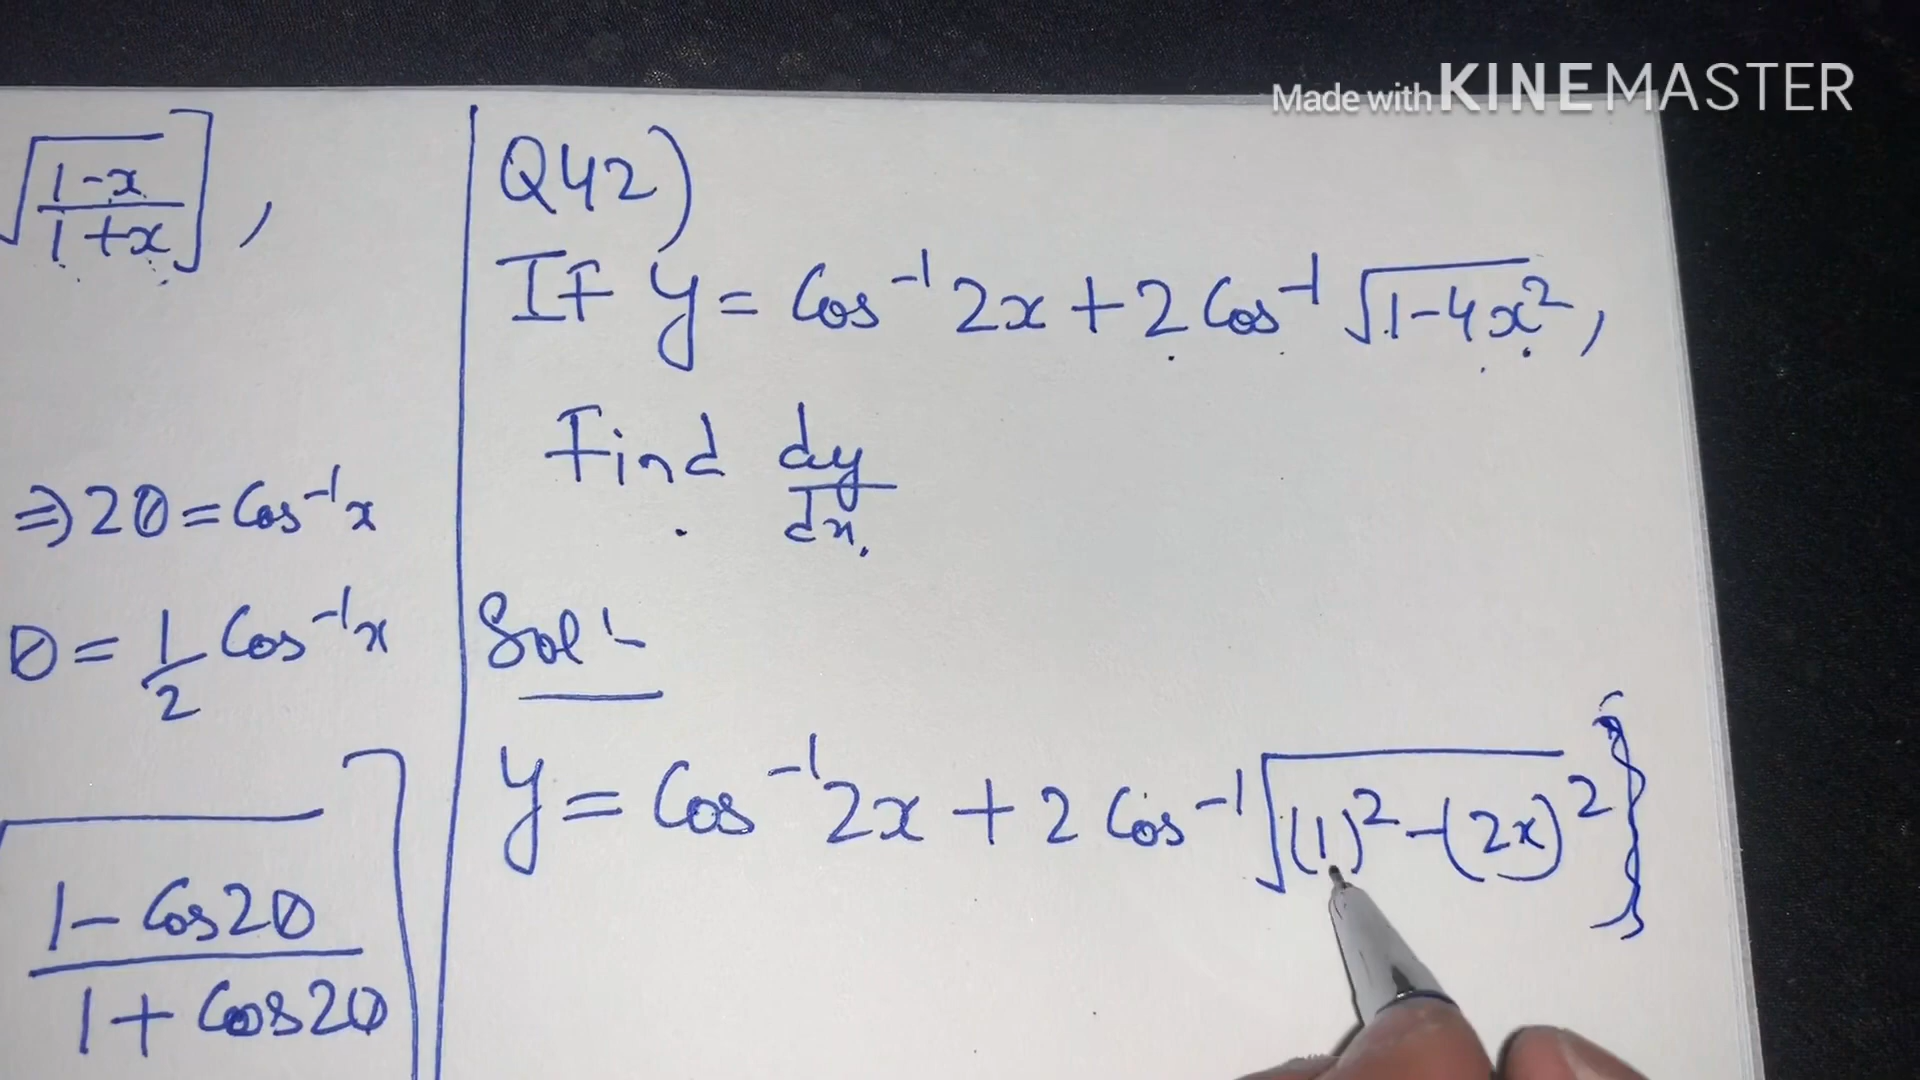 Made with KINEMASTER
√(1-x)/(1+x)] ,
⇒ 2θ = Cos⁻¹x
θ = 1/2 Cos⁻¹x
1 - Cos2θ
1 + Cos2θ
Q42)
If y = Cos⁻¹ 2x + 2 Cos⁻¹ √1-4x² ,
Find dy/dx.
Sol :-
y = Cos⁻¹2x + 2 Cos⁻¹ √(1)² - (2x)² }